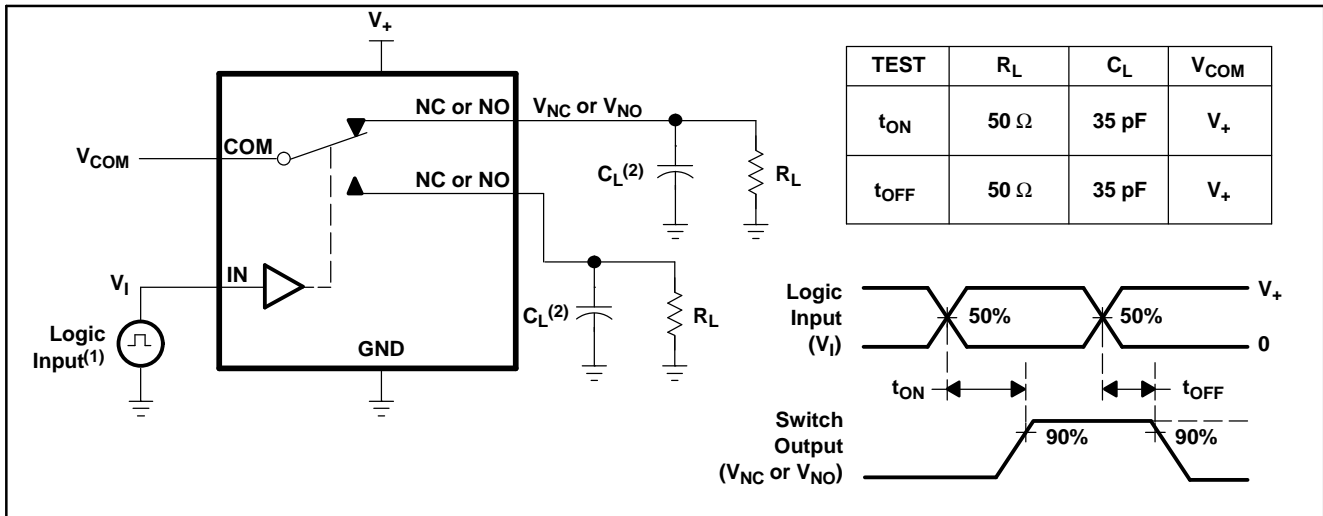 V+
NC or NO
VNC or VNO
COM
VCOM
CL(2)
RL
NC or NO
VI
IN
CL(2)
RL
Logic
Input(1)
GND
TEST RL CL VCOM
tON 50 Ω 35 pF V+
tOFF 50 Ω 35 pF V+
Logic
Input
(VI)
50%
50%
V+
0
tON
tOFF
Switch
Output
(VNC or VNO)
90%
90%